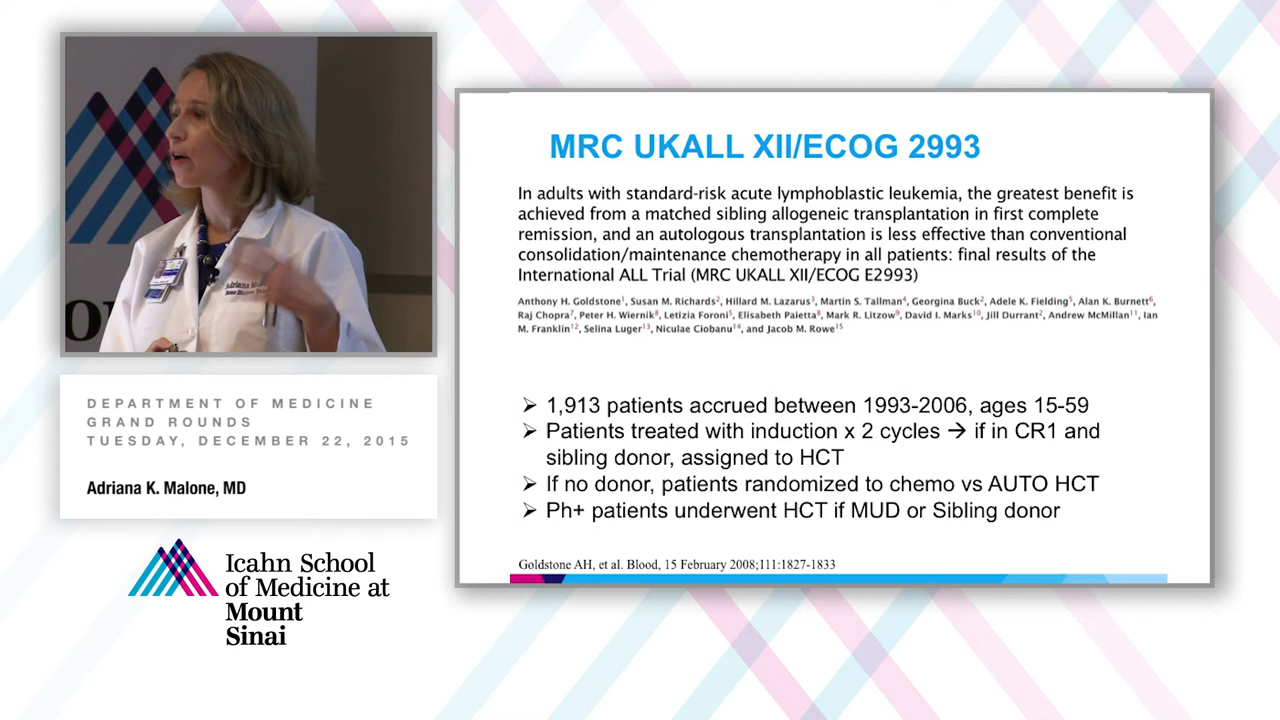 MRC UKALL XII/ECOG 2993
In adults with standard-risk acute lymphoblastic leukemia, the greatest benefit is
achieved from a matched sibling allogeneic transplantation in first complete
remission, and an autologous transplantation is less effective than conventional
consolidation/maintenance chemotherapy in all patients: final results of the
International ALL Trial (MRC UKALL XII/ECOG E2993)
Anthony H. Goldstone1, Susan M. Richards2, Hillard M. Lazarus3, Martin S. Tallman4, Georgina Buck2, Adele K. Fielding5, Alan K. Burnett6,
Raj Chopra7, Peter H. Wiernik8, Letizia Foroni5, Elisabeth Paietta8, Mark R. Litzow9, David I. Marks10, Jill Durrant2, Andrew McMillan11, Ian
M. Franklin12, Selina Luger13, Niculae Ciobanu14, and Jacob M. Rowe15
➢ 1,913 patients accrued between 1993-2006, ages 15-59
➢ Patients treated with induction x 2 cycles → if in CR1 and
sibling donor, assigned to HCT
➢ If no donor, patients randomized to chemo vs AUTO HCT
➢ Ph+ patients underwent HCT if MUD or Sibling donor
Goldstone AH, et al. Blood, 15 February 2008;111:1827-1833
DEPARTMENT OF MEDICINE
GRAND ROUNDS
TUESDAY, DECEMBER 22, 2015
Adriana K. Malone, MD
Icahn School
of Medicine at
Mount
Sinai